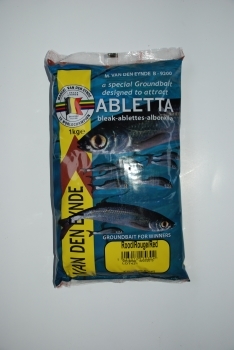 M. VAN DEN EYNDE B - 9200
a special Groundbait
designed to attract
ABLETTA
bleak-ablettes-alborella
1kg e
VAN DEN EYNDE
GROUNDBAIT FOR WINNERS
Rood/Rouge/Red